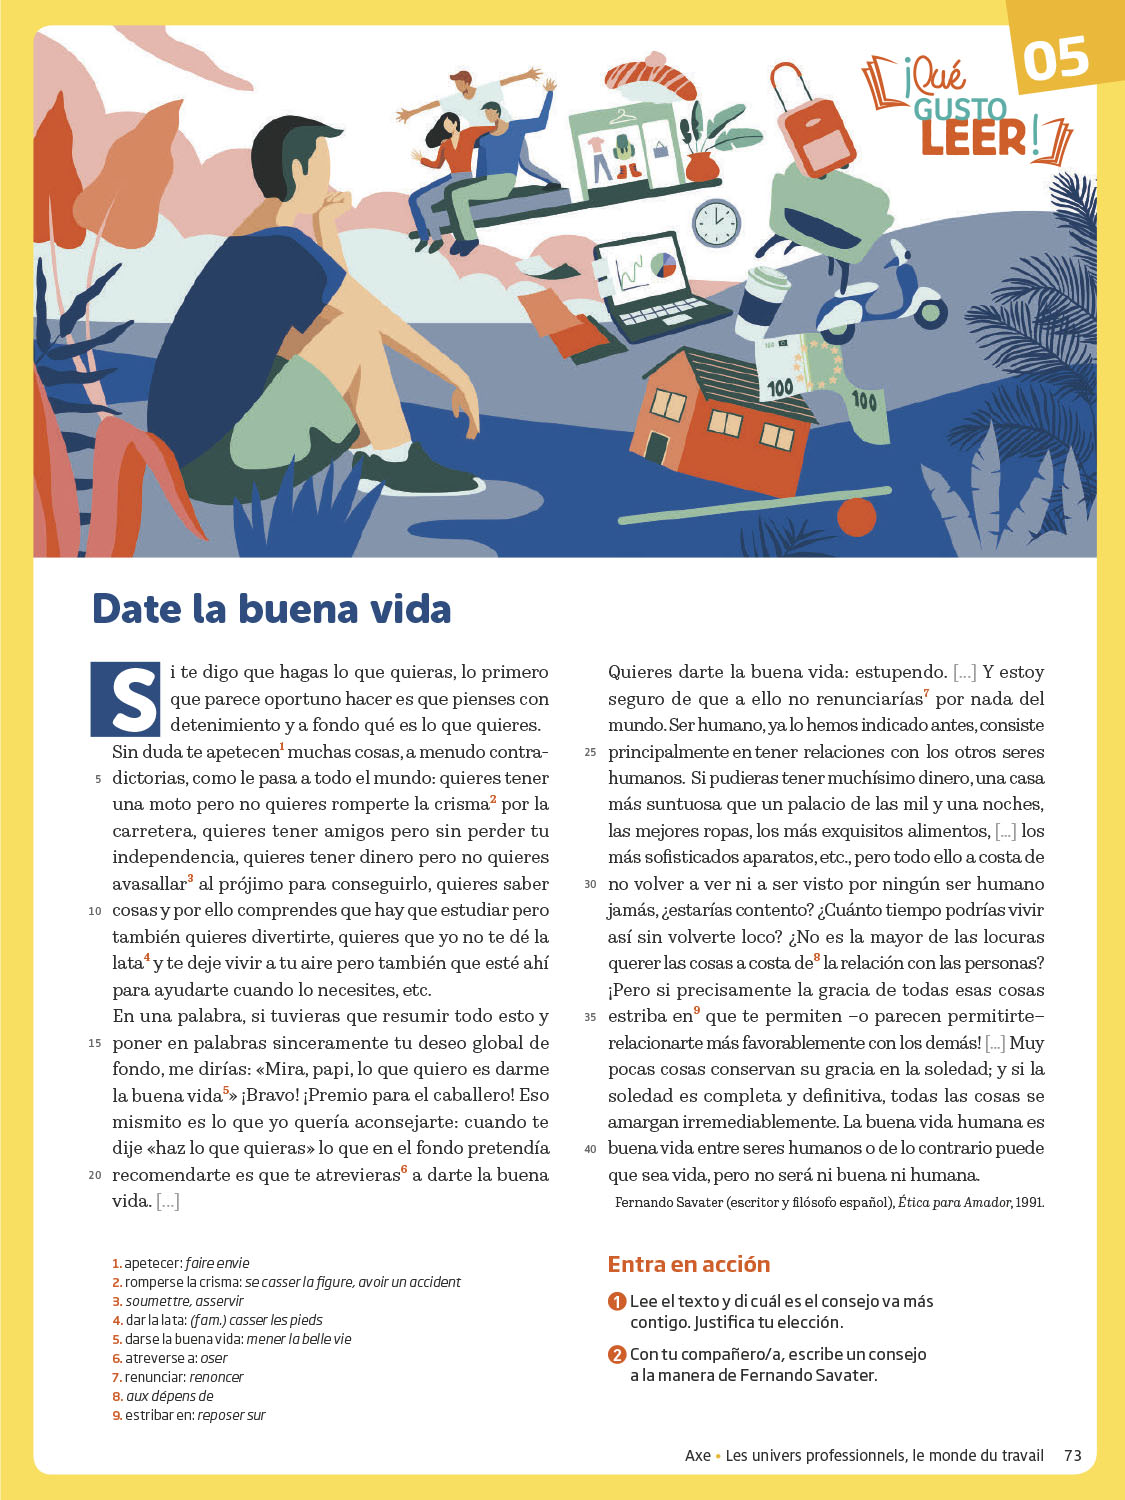 05
¡Qué
GUSTO
LEER!
100
100
100
Date la buena vida
Si te digo que hagas lo que quieras, lo primero
que parece oportuno hacer es que pienses con
detenimiento y a fondo qué es lo que quieres.
Sin duda te apetecen1 muchas cosas, a menudo contra-
5 dictorias, como le pasa a todo el mundo: quieres tener
una moto pero no quieres romperte la crisma2 por la
carretera, quieres tener amigos pero sin perder tu
independencia, quieres tener dinero pero no quieres
avasallar3 al prójimo para conseguirlo, quieres saber
10 cosas y por ello comprendes que hay que estudiar pero
también quieres divertirte, quieres que yo no te dé la
lata4 y te deje vivir a tu aire pero también que esté ahí
para ayudarte cuando lo necesites, etc.
En una palabra, si tuvieras que resumir todo esto y
15 poner en palabras sinceramente tu deseo global de
fondo, me dirías: «Mira, papi, lo que quiero es darme
la buena vida5» ¡Bravo! ¡Premio para el caballero! Eso
mismito es lo que yo quería aconsejarte: cuando te
dije «haz lo que quieras» lo que en el fondo pretendía
20 recomendarte es que te atrevieras6 a darte la buena
vida. [...]
Quieres darte la buena vida: estupendo. [...] Y estoy
seguro de que a ello no renunciarías7 por nada del
mundo. Ser humano, ya lo hemos indicado antes, consiste
25 principalmente en tener relaciones con los otros seres
humanos. Si pudieras tener muchísimo dinero, una casa
más suntuosa que un palacio de las mil y una noches,
las mejores ropas, los más exquisitos alimentos, [...] los
más sofisticados aparatos, etc., pero todo ello a costa de
30 no volver a ver ni a ser visto por ningún ser humano
jamás, ¿estarías contento? ¿Cuánto tiempo podrías vivir
así sin volverte loco? ¿No es la mayor de las locuras
querer las cosas a costa de8 la relación con las personas?
¡Pero si precisamente la gracia de todas esas cosas
35 estriba en9 que te permiten –o parecen permitirte–
relacionarte más favorablemente con los demás! [...] Muy
pocas cosas conservan su gracia en la soledad; y si la
soledad es completa y definitiva, todas las cosas se
amargan irremediablemente. La buena vida humana es
40 buena vida entre seres humanos o de lo contrario puede
que sea vida, pero no será ni buena ni humana.
Fernando Savater (escritor y filósofo español), Ética para Amador, 1991.
1. apetecer: faire envie
2. romperse la crisma: se casser la figure, avoir un accident
3. soumettre, asservir
4. dar la lata: (fam.) casser les pieds
5. darse la buena vida: mener la belle vie
6. atreverse a: oser
7. renunciar: renoncer
8. aux dépens de
9. estribar en: reposer sur
Entra en acción
1 Lee el texto y di cuál es el consejo va más
contigo. Justifica tu elección.
2 Con tu compañero/a, escribe un consejo
a la manera de Fernando Savater.
Axe • Les univers professionnels, le monde du travail 73